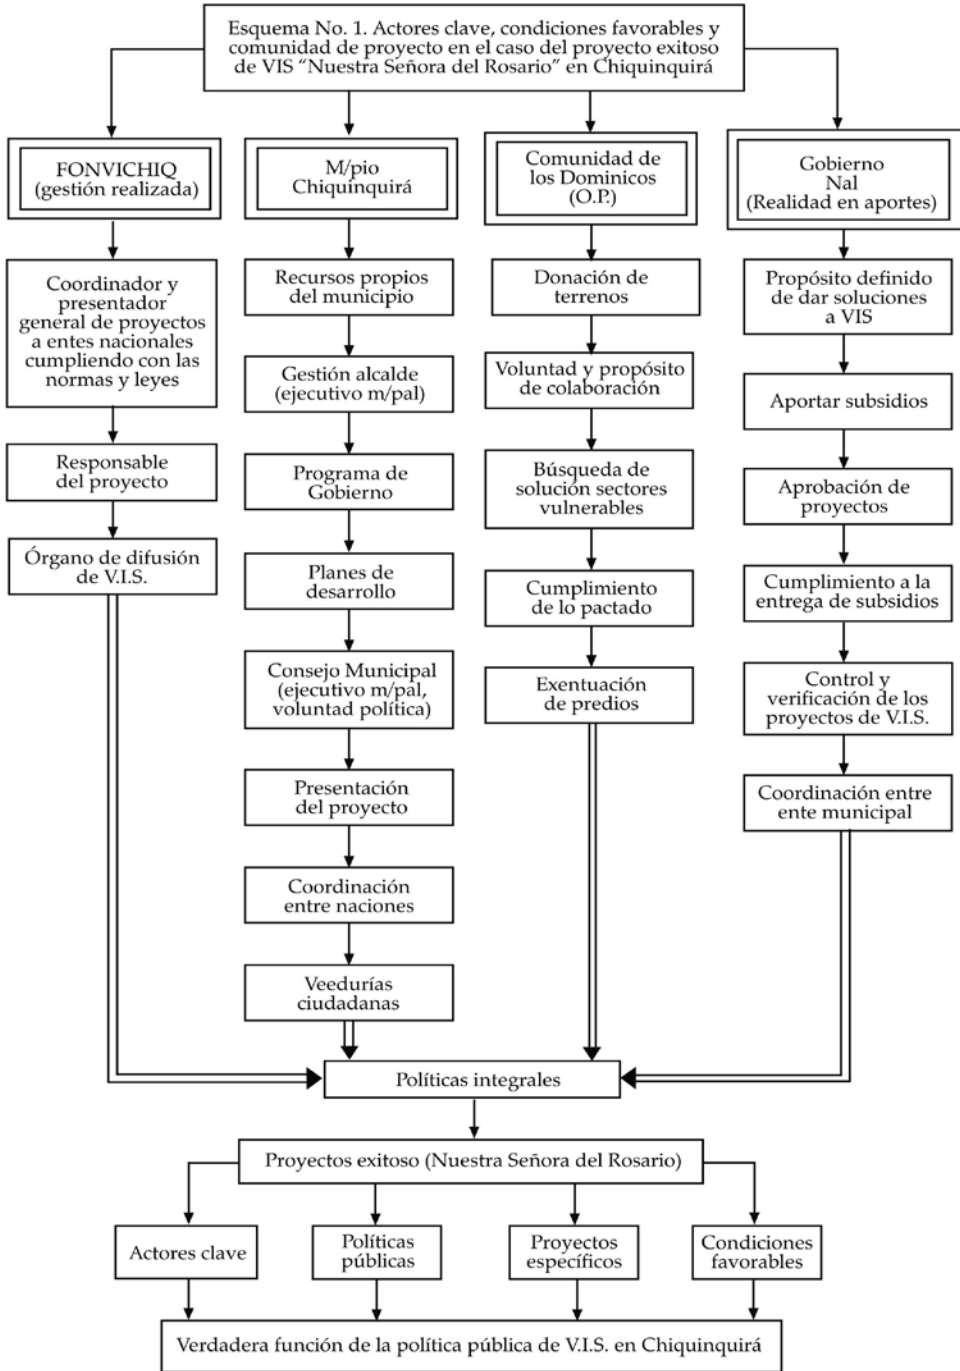 Esquema No. 1. Actores clave, condiciones favorables y
comunidad de proyecto en el caso del proyecto exitoso
de VIS “Nuestra Señora del Rosario” en Chiquinquirá
FONVICHIQ
(gestión realizada)
Coordinador y
presentador
general de proyectos
a entes nacionales
cumpliendo con las
normas y leyes
Responsable
del proyecto
Órgano de difusión
de V.I.S.
M/pio
Chiquinquirá
Recursos propios
del municipio
Gestión alcalde
(ejecutivo m/pal)
Programa de
Gobierno
Planes de
desarrollo
Consejo Municipal
(ejecutivo m/pal,
voluntad política)
Presentación
del proyecto
Coordinación
entre naciones
Veedurías
ciudadanas
Comunidad de
los Dominicos
(O.P.)
Donación de
terrenos
Voluntad y propósito
de colaboración
Búsqueda de
solución sectores
vulnerables
Cumplimiento
de lo pactado
Exentuación
de predios
Gobierno
Nal
(Realidad en aportes)
Propósito definido
de dar soluciones
a VIS
Aportar subsidios
Aprobación de
proyectos
Cumplimiento a la
entrega de subsidios
Control y
verificación de los
proyectos de V.I.S.
Coordinación entre
ente municipal
Políticas integrales
Proyectos exitoso (Nuestra Señora del Rosario)
Actores clave
Políticas
públicas
Proyectos
específicos
Condiciones
favorables
Verdadera función de la política pública de V.I.S. en Chiquinquirá